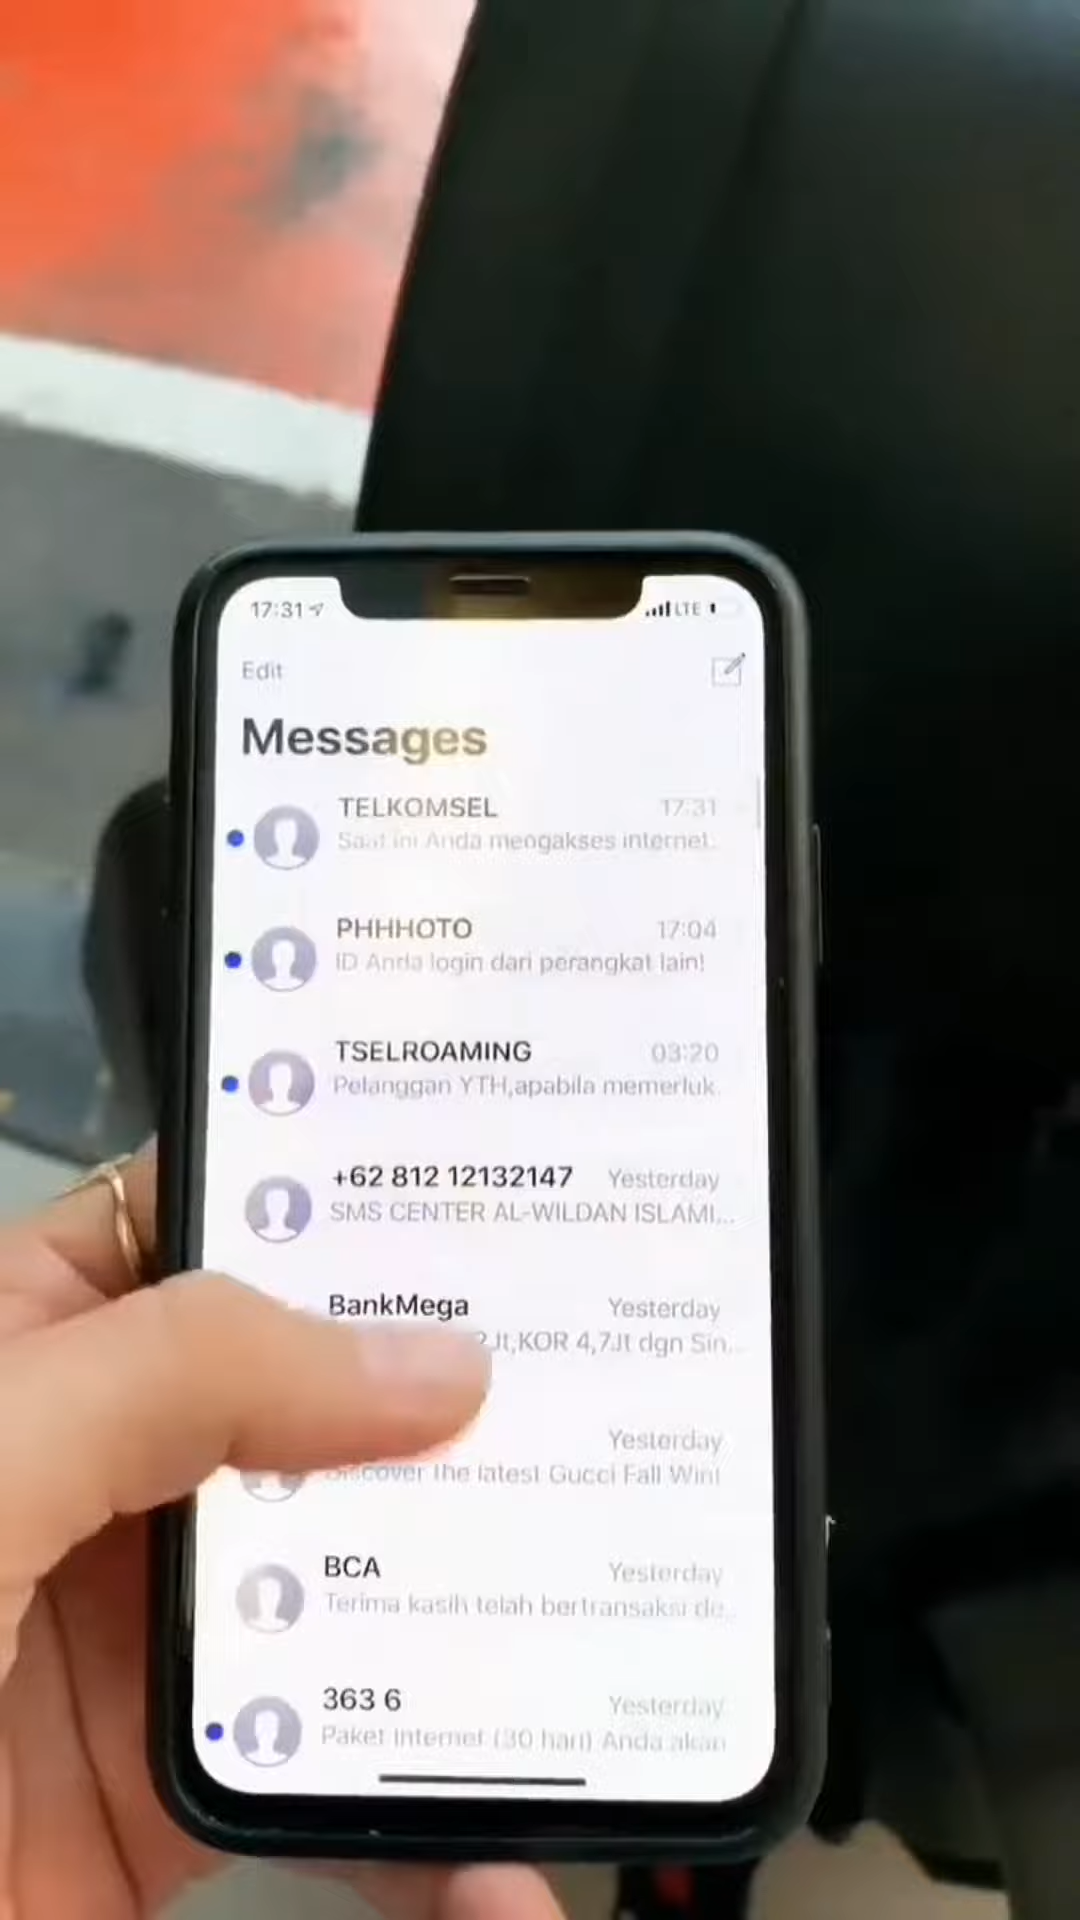 17:31
LTE
Edit
Messages
TELKOMSEL 17:31
Saat ini Anda mengakses internet.
PHHHOTO 17:04
ID Anda login dari perangkat lain!
TSELROAMING 03:20
Pelanggan YTH,apabila memerluk.
+62 812 12132147 Yesterday
SMS CENTER AL-WILDAN ISLAMI...
BankMega Yesterday
Jt,KOR 4,7Jt dgn Sin...
Yesterday
Discover the latest Gucci Fall Wint
BCA Yesterday
Terima kasih telah bertransaksi de...
363 6 Yesterday
Paket Internet (30 hari) Anda akan